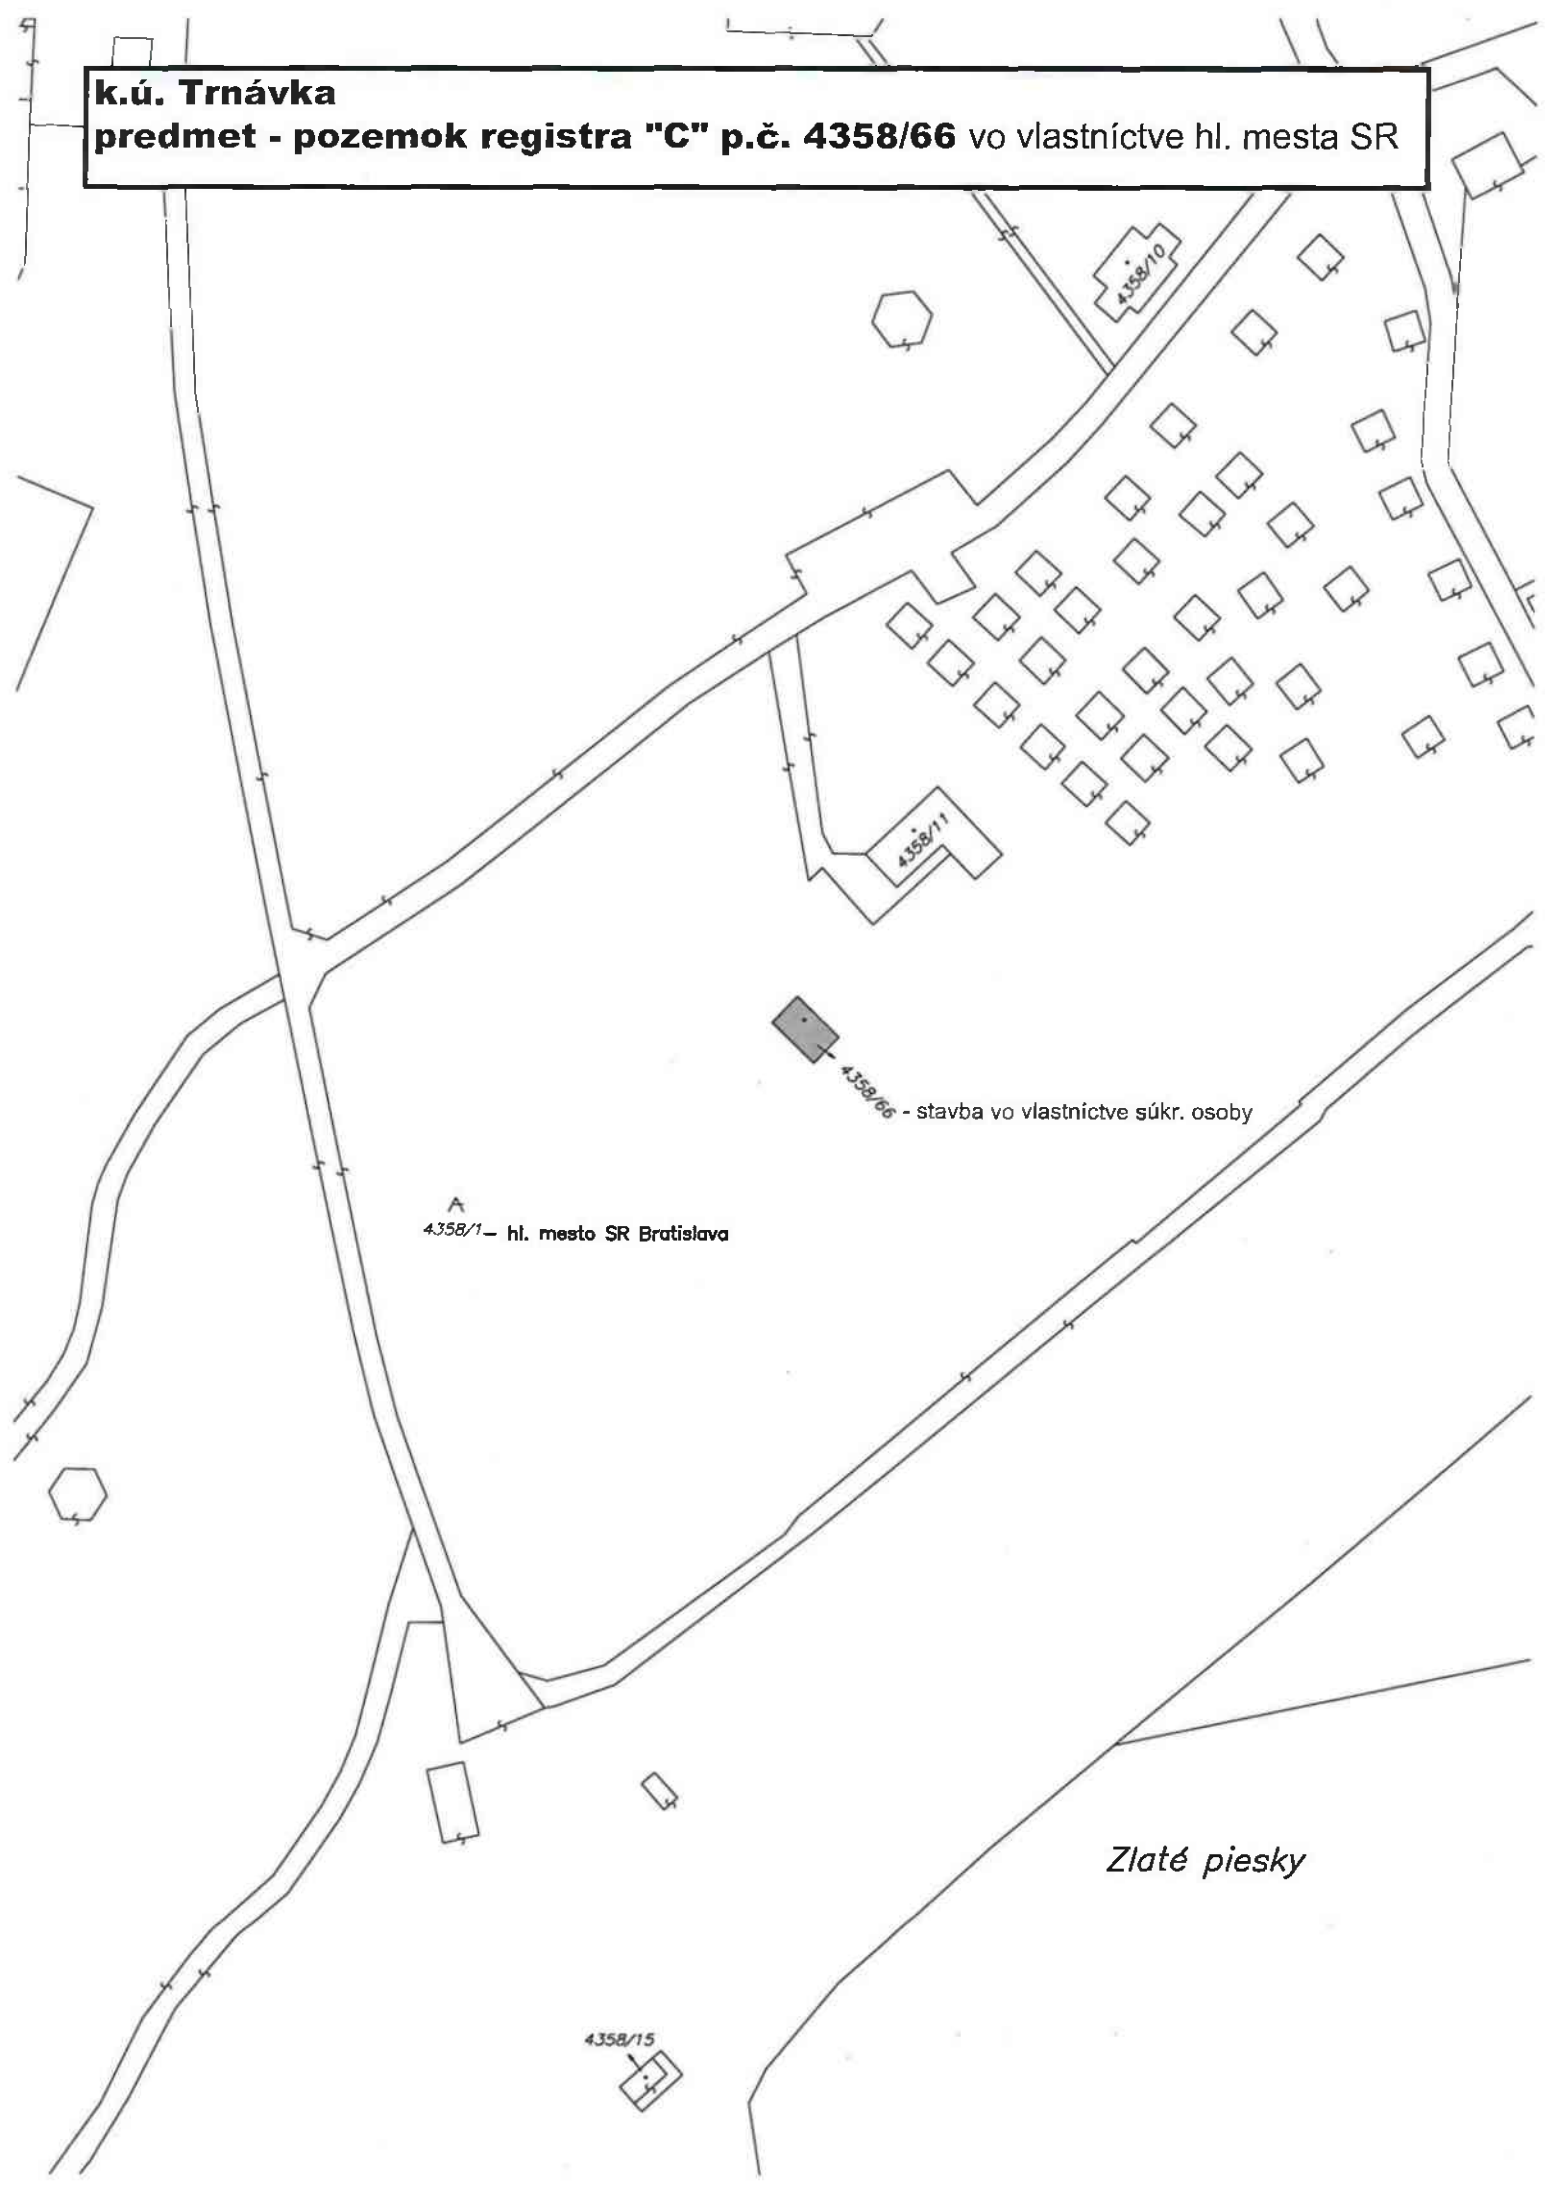 k.ú. Trnávka
predmet - pozemok registra "C" p.č. 4358/66 vo vlastníctve hl. mesta SR
4358/10
4358/11
4358/66 - stavba vo vlastníctve súkr. osoby
4358/1 - hl. mesto SR Bratislava
Zlaté piesky
4358/15